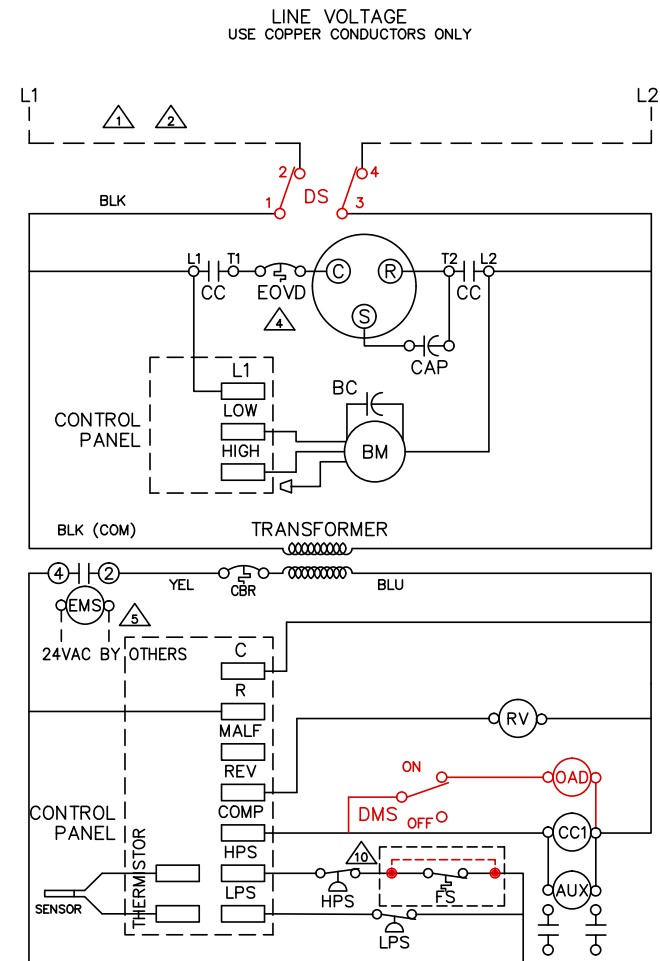 LINE VOLTAGE
USE COPPER CONDUCTORS ONLY
L1
L2
1
2
2
4
DS
1
3
BLK
L1
T1
C
R
T2
L2
CC
EOVD
CC
4
S
CAP
L1
BC
LOW
CONTROL
PANEL
HIGH
BM
BLK (COM)
TRANSFORMER
4
2
YEL
CBR
BLU
EMS
5
24VAC BY OTHERS
C
R
MALF
RV
REV
ON
OAD
COMP
DMS
OFF
CONTROL
PANEL
CC1
HPS
10
THERMISTOR
LPS
HPS
FS
AUX
SENSOR
LPS